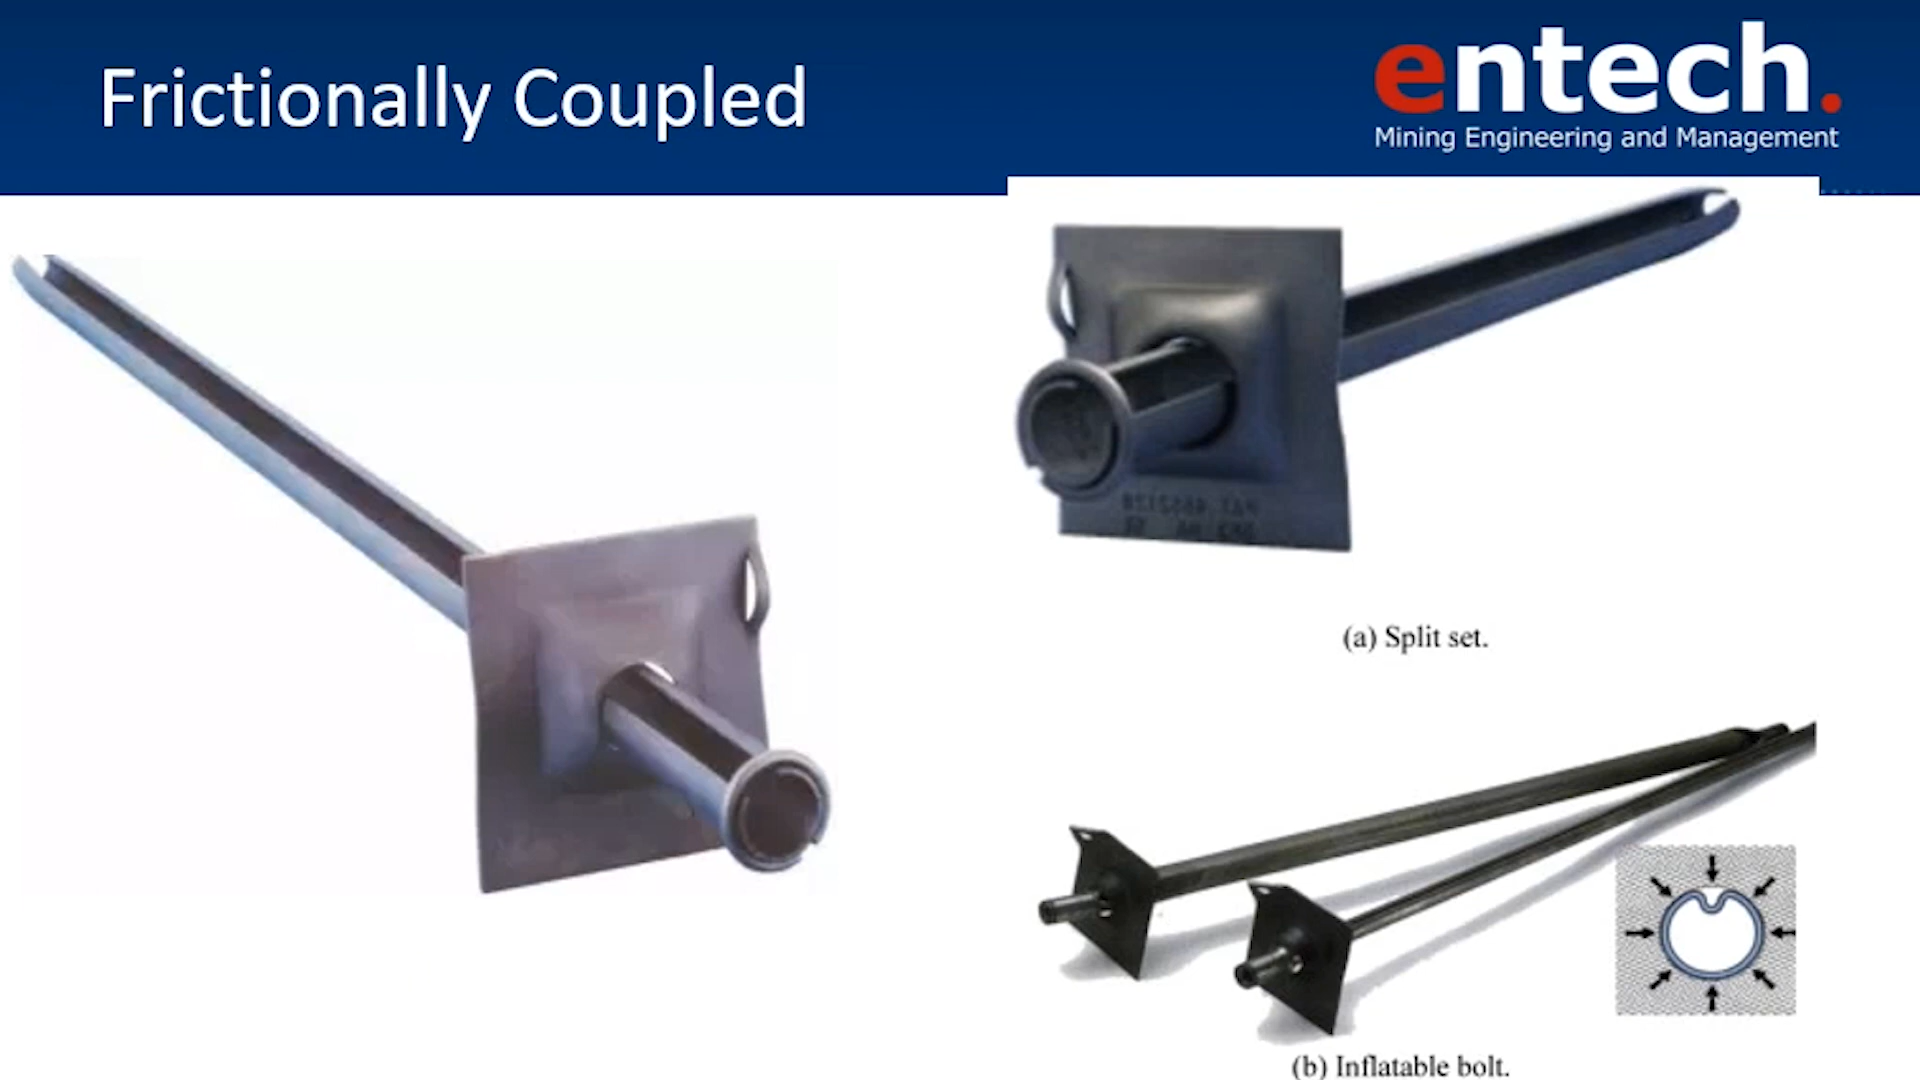 Frictionally Coupled
entech.
Mining Engineering and Management
(a) Split set.
(b) Inflatable bolt.